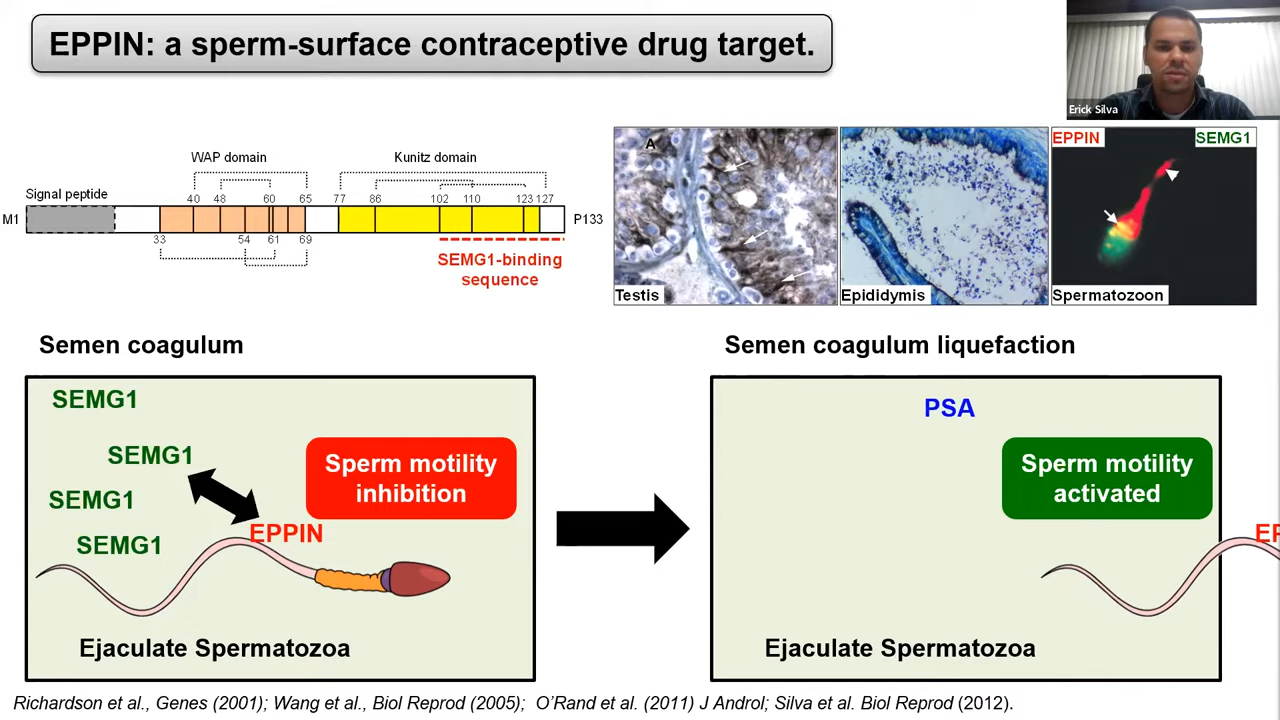 EPPIN: a sperm-surface contraceptive drug target.
Erick Silva
WAP domain
Kunitz domain
Signal peptide
40 48 60 65 77 86 102 110 123 127
M1
P133
33 54 61 69
SEMG1-binding
sequence
A
Testis
Epididymis
EPPIN SEMG1
Spermatozoon
Semen coagulum
SEMG1
SEMG1
SEMG1
SEMG1
EPPIN
Sperm motility
inhibition
Ejaculate Spermatozoa
Semen coagulum liquefaction
PSA
Sperm motility
activated
EP
Ejaculate Spermatozoa
Richardson et al., Genes (2001); Wang et al., Biol Reprod (2005); O'Rand et al. (2011) J Androl; Silva et al. Biol Reprod (2012).